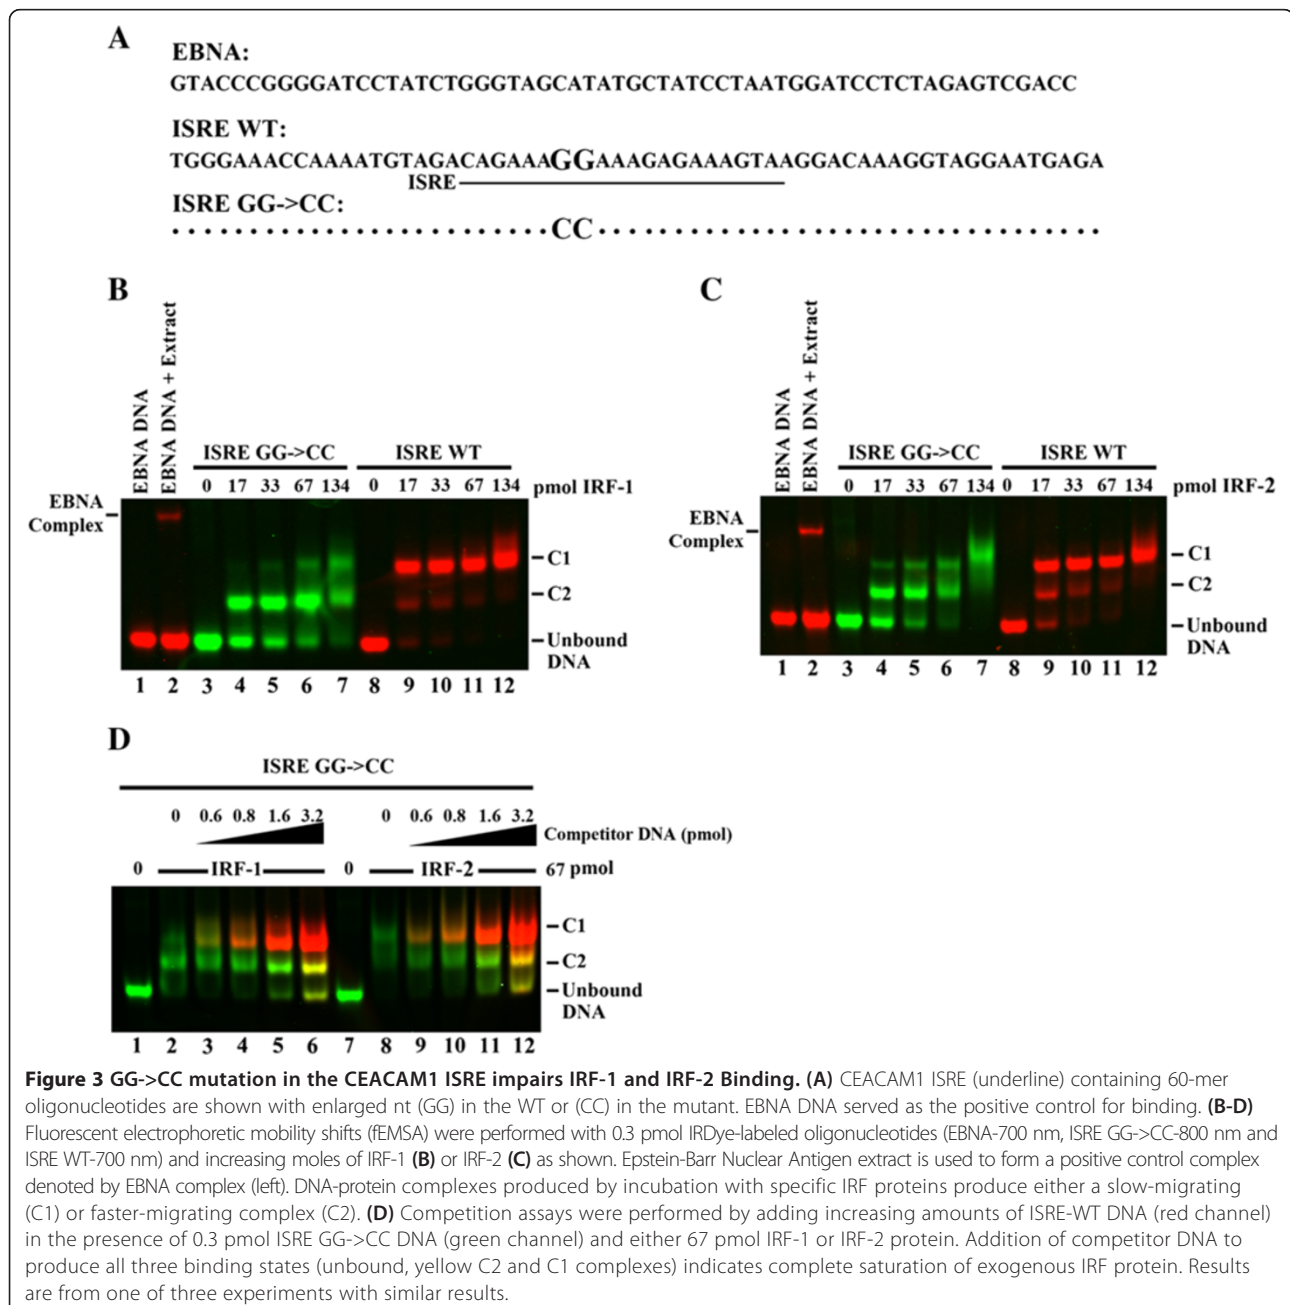 A
EBNA:
GTACCCGGGGATCCTATCTGGGTAGCATATGCTATCCTAATGGATCCTCTAGAGTCGACC
ISRE WT:
TGGGAAACCAAAATGTAGACAGAAAGGAAAGAGAAAGTAAGGACAAAGGTAGGAATGAGA
ISRE
ISRE GG->CC:
........................CC................................
B
EBNA DNA
EBNA DNA + Extract
ISRE GG->CC
ISRE WT
0 17 33 67 134 0 17 33 67 134 pmol IRF-1
EBNA
Complex
C1
C2
Unbound
DNA
1 2 3 4 5 6 7 8 9 10 11 12
C
EBNA DNA
EBNA DNA + Extract
ISRE GG->CC
ISRE WT
0 17 33 67 134 0 17 33 67 134 pmol IRF-2
EBNA
Complex
C1
C2
Unbound
DNA
1 2 3 4 5 6 7 8 9 10 11 12
D
ISRE GG->CC
0 0.6 0.8 1.6 3.2 0 0.6 0.8 1.6 3.2
Competitor DNA (pmol)
0 IRF-1 0 IRF-2 67 pmol
C1
C2
Unbound
DNA
1 2 3 4 5 6 7 8 9 10 11 12
Figure 3 GG->CC mutation in the CEACAM1 ISRE impairs IRF-1 and IRF-2 Binding. (A) CEACAM1 ISRE (underline) containing 60-mer
oligonucleotides are shown with enlarged nt (GG) in the WT or (CC) in the mutant. EBNA DNA served as the positive control for binding. (B-D)
Fluorescent electrophoretic mobility shifts (fEMSA) were performed with 0.3 pmol IRDye-labeled oligonucleotides (EBNA-700 nm, ISRE GG->CC-800 nm and
ISRE WT-700 nm) and increasing moles of IRF-1 (B) or IRF-2 (C) as shown. Epstein-Barr Nuclear Antigen extract is used to form a positive control complex
denoted by EBNA complex (left). DNA-protein complexes produced by incubation with specific IRF proteins produce either a slow-migrating
(C1) or faster-migrating complex (C2). (D) Competition assays were performed by adding increasing amounts of ISRE-WT DNA (red channel)
in the presence of 0.3 pmol ISRE GG->CC DNA (green channel) and either 67 pmol IRF-1 or IRF-2 protein. Addition of competitor DNA to
produce all three binding states (unbound, yellow C2 and C1 complexes) indicates complete saturation of exogenous IRF protein. Results
are from one of three experiments with similar results.